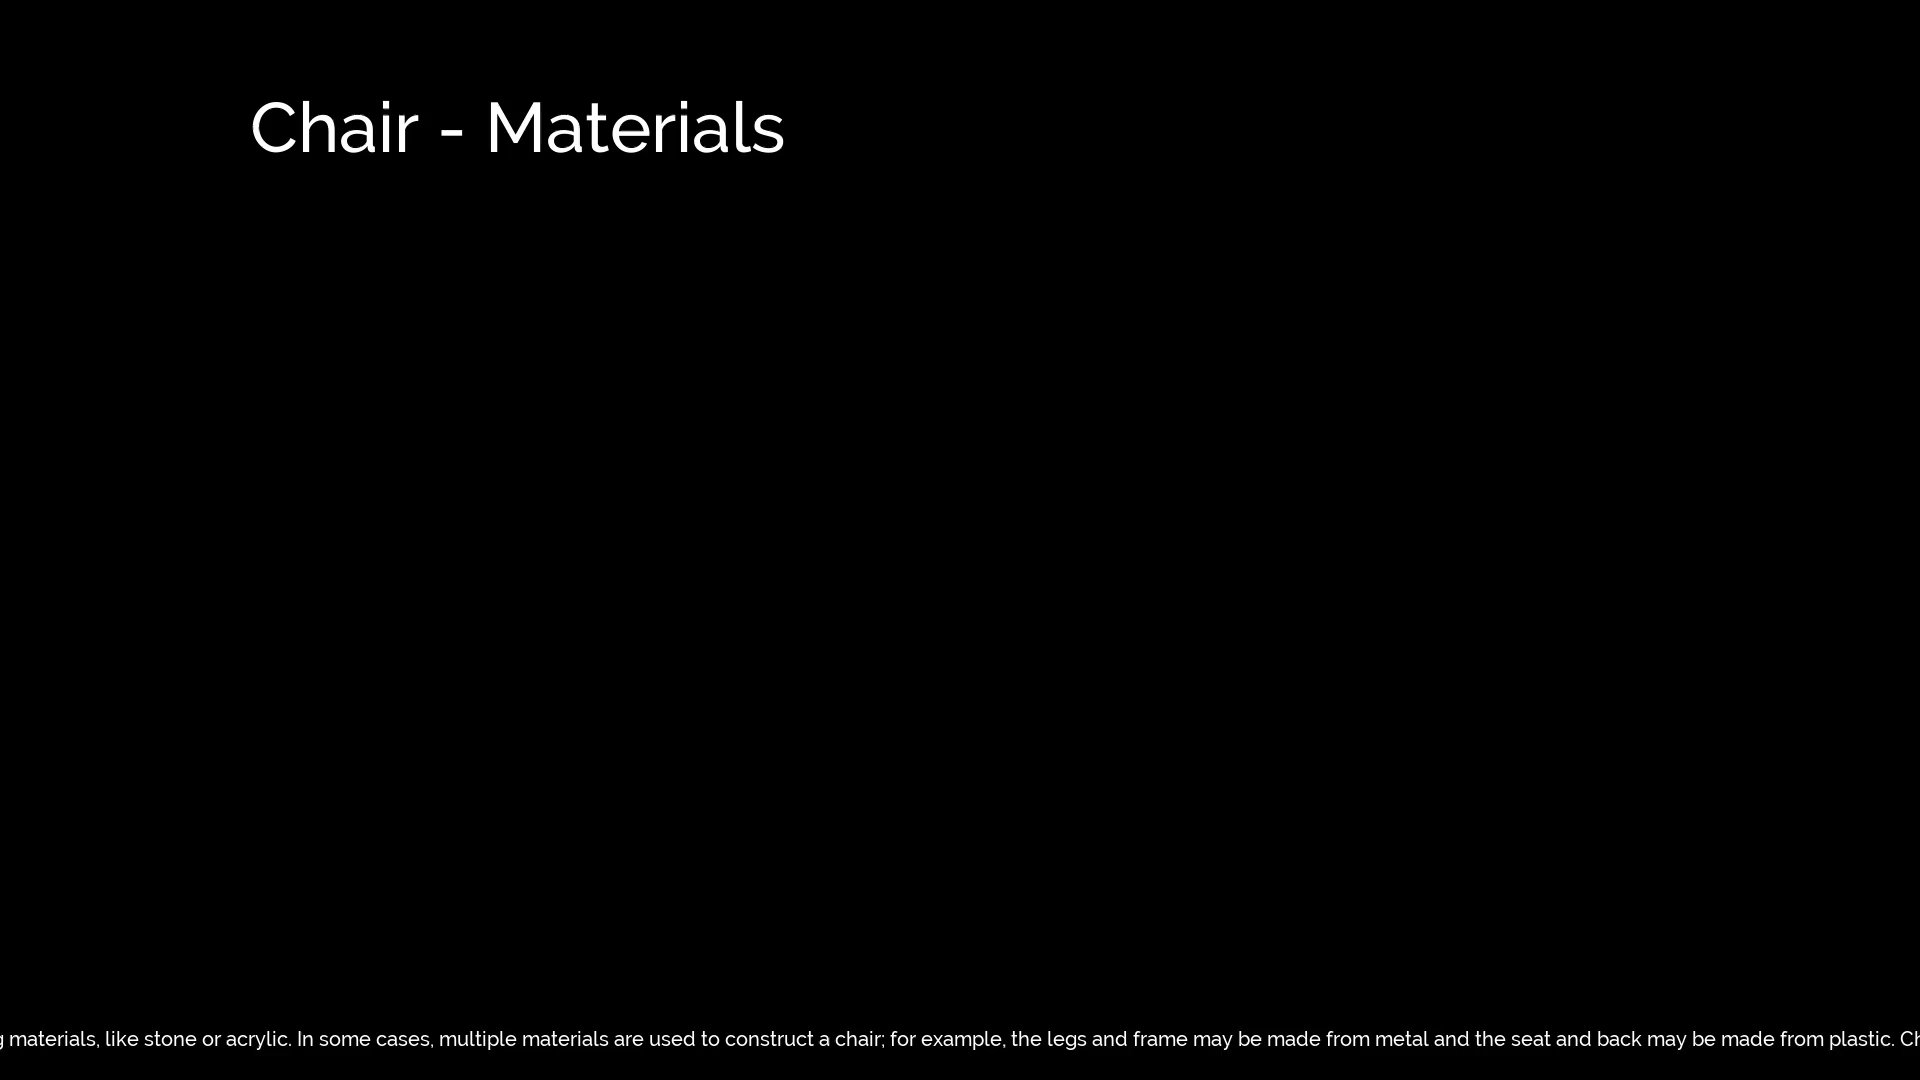 Chair - Materials
materials, like stone or acrylic. In some cases, multiple materials are used to construct a chair; for example, the legs and frame may be made from metal and the seat and back may be made from plastic.